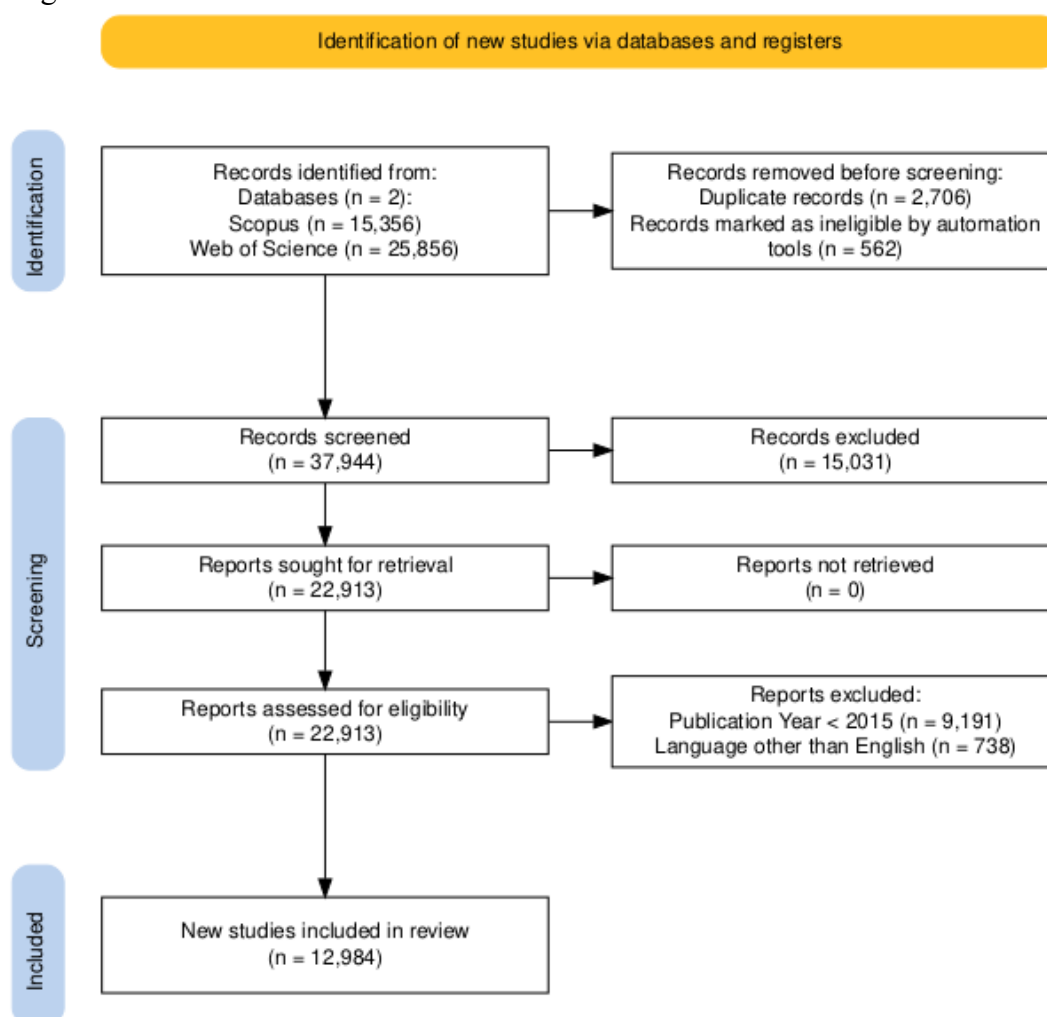 Identification of new studies via databases and registers
Identification
Records identified from:
Databases (n = 2):
Scopus (n = 15,356)
Web of Science (n = 25,856)
Records removed before screening:
Duplicate records (n = 2,706)
Records marked as ineligible by automation
tools (n = 562)
Screening
Records screened
(n = 37,944)
Records excluded
(n = 15,031)
Reports sought for retrieval
(n = 22,913)
Reports not retrieved
(n = 0)
Reports assessed for eligibility
(n = 22,913)
Reports excluded:
Publication Year < 2015 (n = 9,191)
Language other than English (n = 738)
Included
New studies included in review
(n = 12,984)